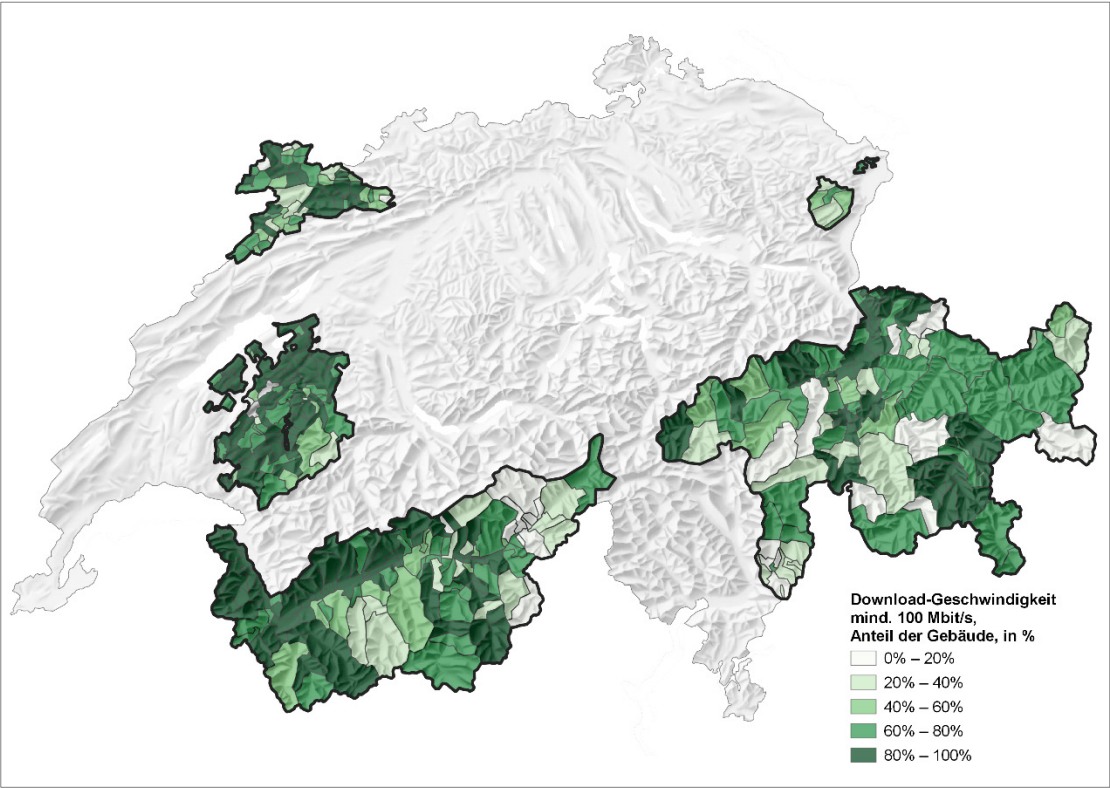 Download-Geschwindigkeit
mind. 100 Mbit/s,
Anteil der Gebäude, in %
0% – 20%
20% – 40%
40% – 60%
60% – 80%
80% – 100%